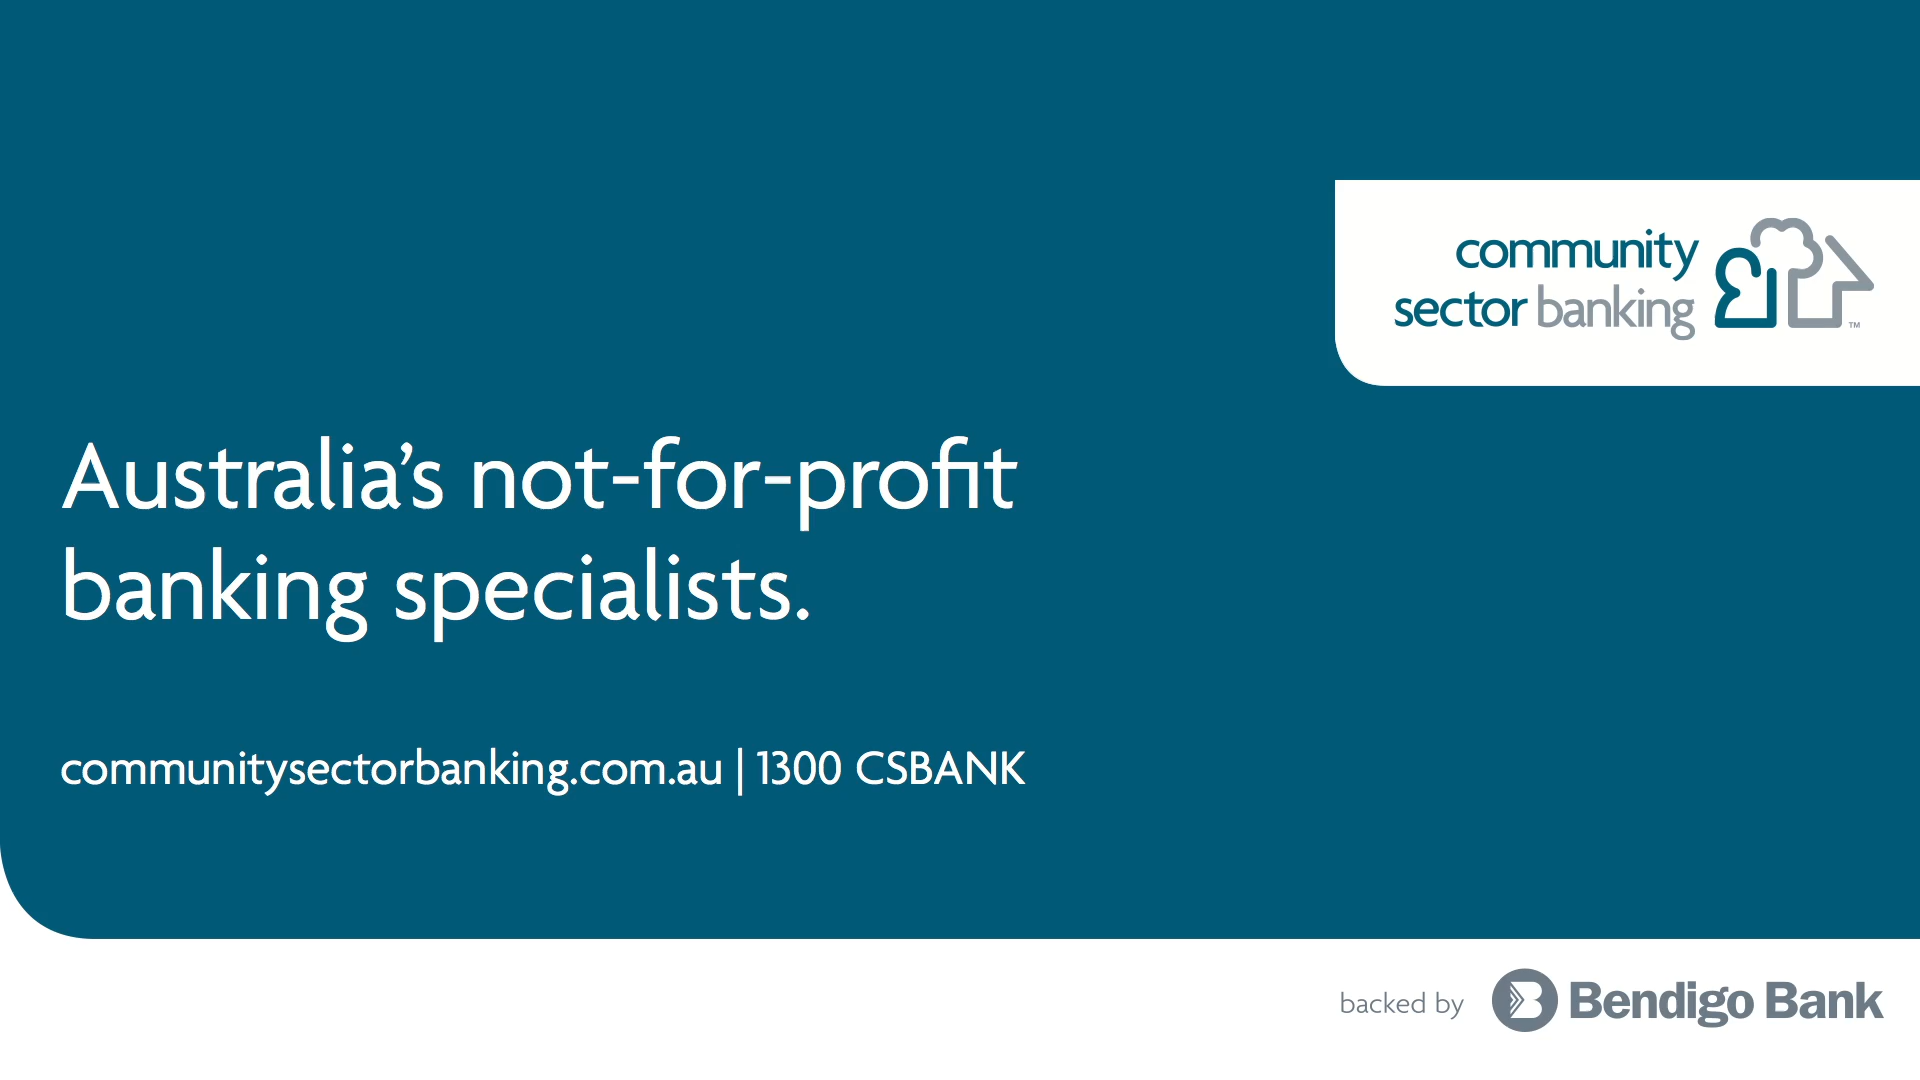 community
sector banking
TM
Australia’s not-for-profit
banking specialists.
communitysectorbanking.com.au | 1300 CSBANK
backed by Bendigo Bank